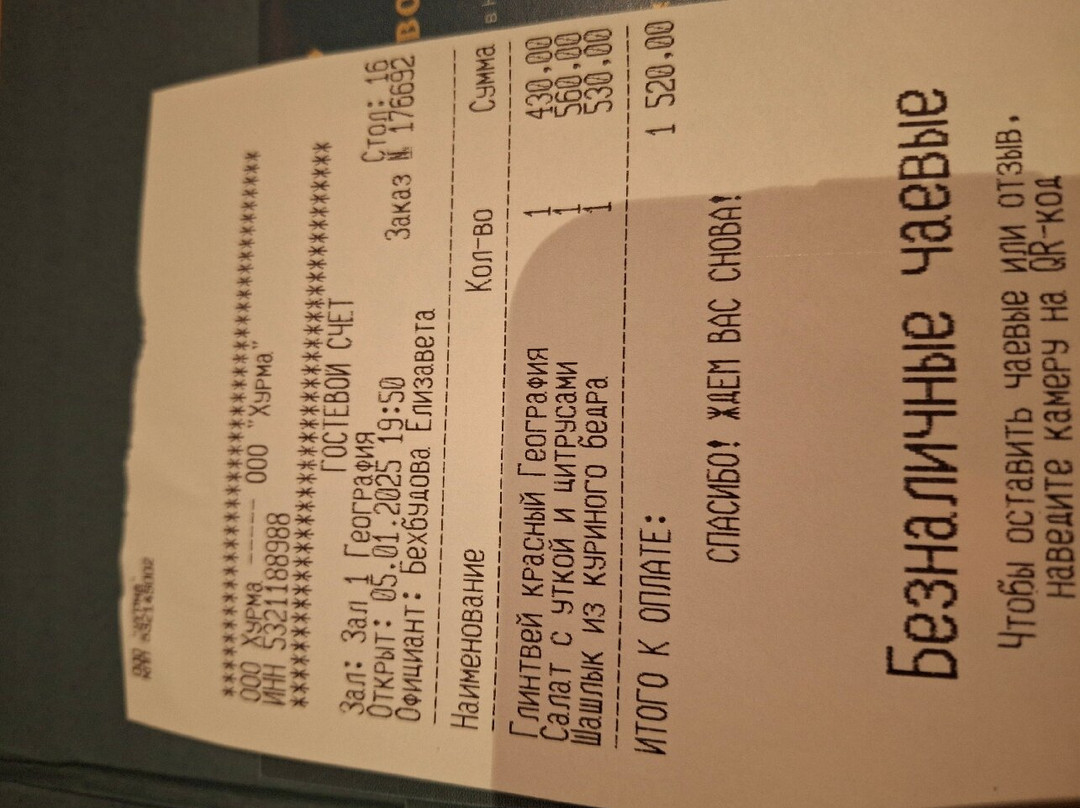 ООО "ХУРМА"
****************************************
ООО Хурма ----- ООО "Хурма"
ИНН 5321188988
****************************************
ГОСТЕВОЙ СЧЕТ
Зал: Зал 1 География Стол: 16
Открыт: 05.01.2025 19:50 Заказ № 176692
Официант: Бехбудова Елизавета
Наименование Кол-во Сумма
Глинтвей красный География 1 430,00
Салат с уткой и цитрусами 1 560,00
Шашлык из куриного бедра 1 530,00
ИТОГО К ОПЛАТЕ: 1 520,00
СПАСИБО! ЖДЕМ ВАС СНОВА!
Безналичные чаевые
Чтобы оставить чаевые или отзыв,
наведите камеру на QR-код